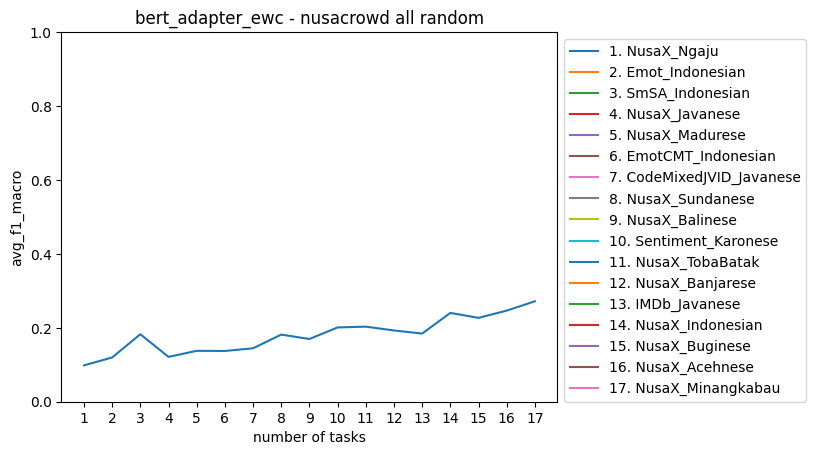 bert_adapter_ewc - nusacrowd all random
1.0
0.8
0.6
0.4
0.2
0.0
avg_f1_macro
1 2 3 4 5 6 7 8 9 10 11 12 13 14 15 16 17
number of tasks
1. NusaX_Ngaju
2. Emot_Indonesian
3. SmSA_Indonesian
4. NusaX_Javanese
5. NusaX_Madurese
6. EmotCMT_Indonesian
7. CodeMixedJVID_Javanese
8. NusaX_Sundanese
9. NusaX_Balinese
10. Sentiment_Karonese
11. NusaX_TobaBatak
12. NusaX_Banjarese
13. IMDb_Javanese
14. NusaX_Indonesian
15. NusaX_Buginese
16. NusaX_Acehnese
17. NusaX_Minangkabau